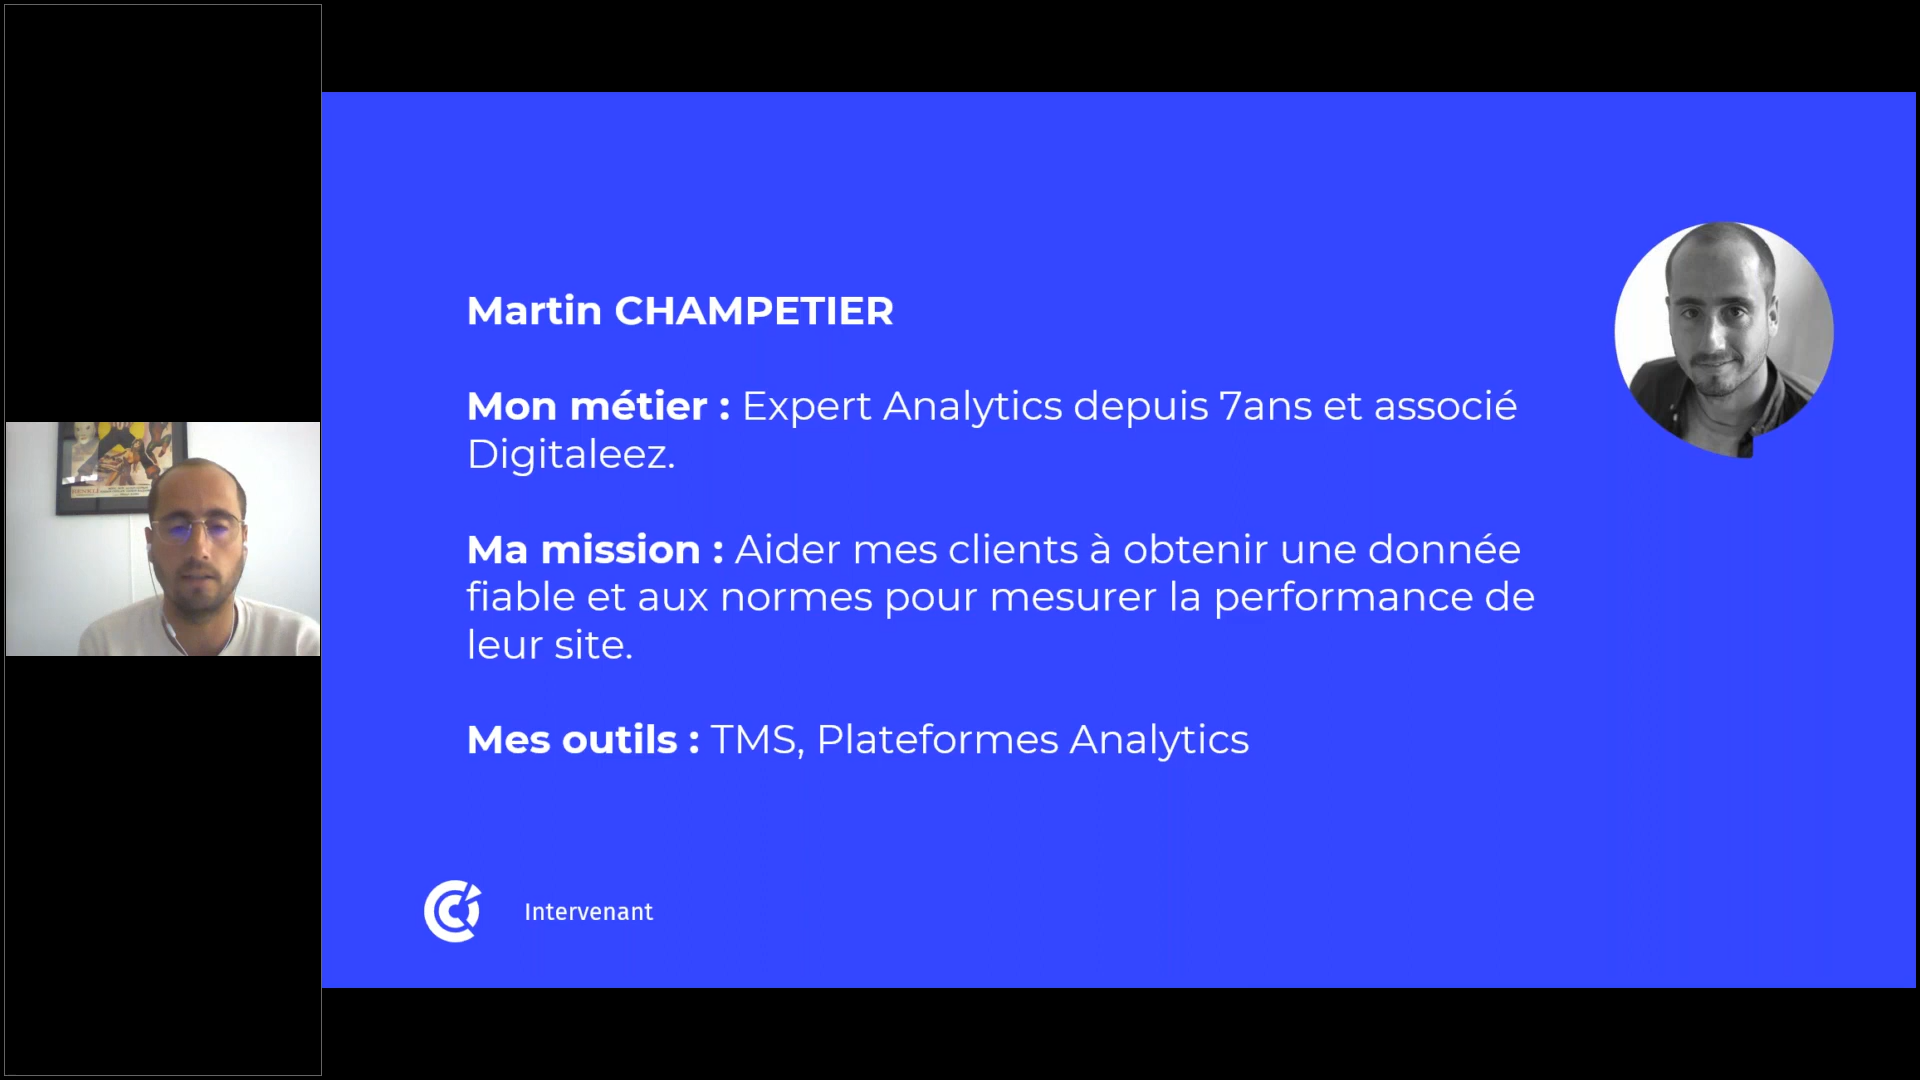 Martin CHAMPETIER
Mon métier : Expert Analytics depuis 7ans et associé
Digitaleez.
Ma mission : Aider mes clients à obtenir une donnée
fiable et aux normes pour mesurer la performance de
leur site.
Mes outils : TMS, Plateformes Analytics
Intervenant